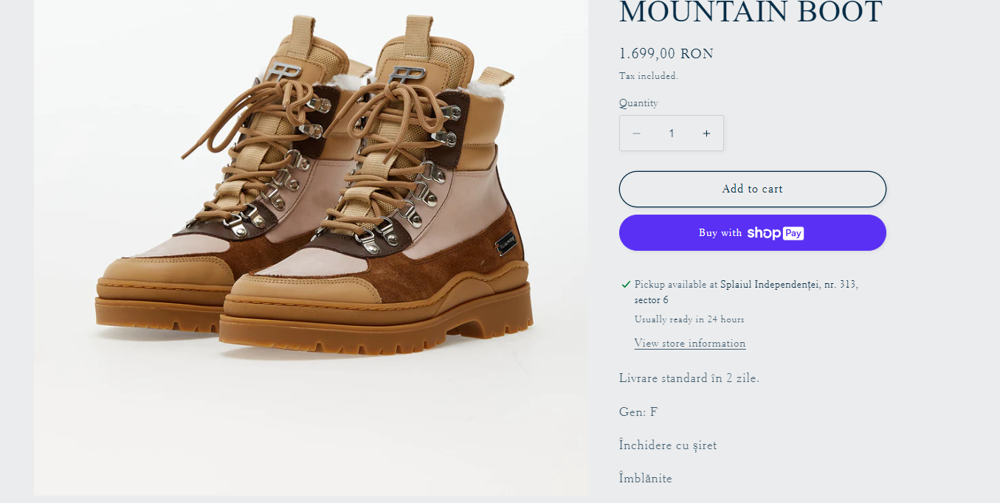 MOUNTAIN BOOT
1.699,00 RON
Tax included.
Quantity
1
Add to cart
Buy with shop Pay
Pickup available at Splaiul Independenței, nr. 313,
sector 6
Usually ready in 24 hours
View store information
Livrare standard în 2 zile.
Gen: F
Închidere cu șiret
Îmblănite